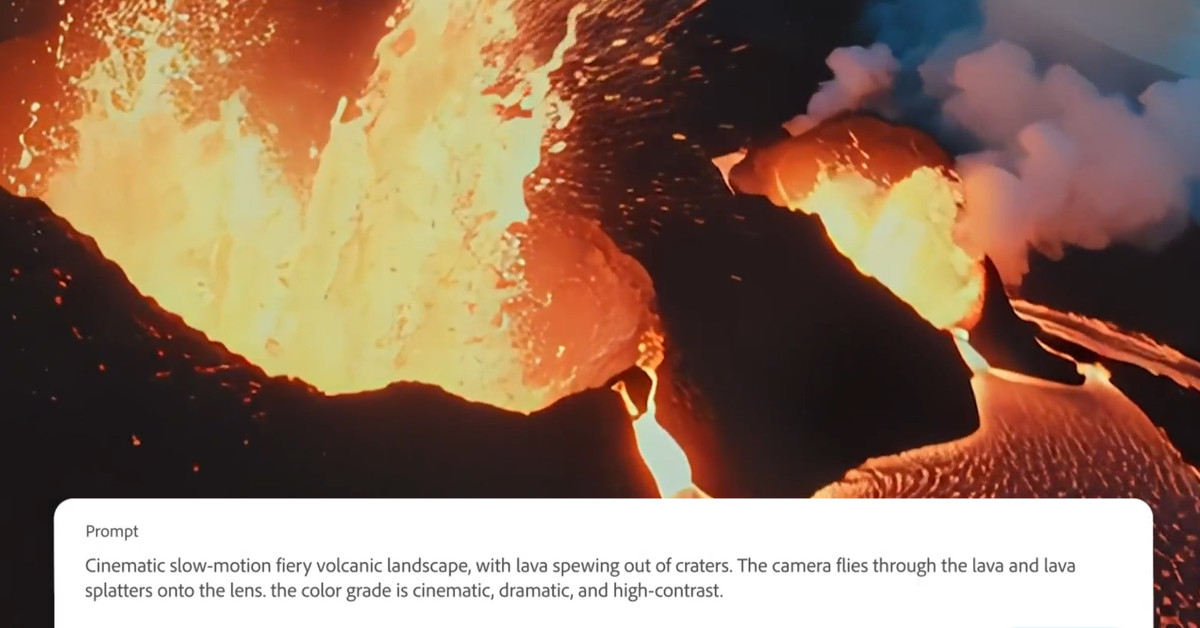 Prompt
Cinematic slow-motion fiery volcanic landscape, with lava spewing out of craters. The camera flies through the lava and lava
splatters onto the lens. the color grade is cinematic, dramatic, and high-contrast.